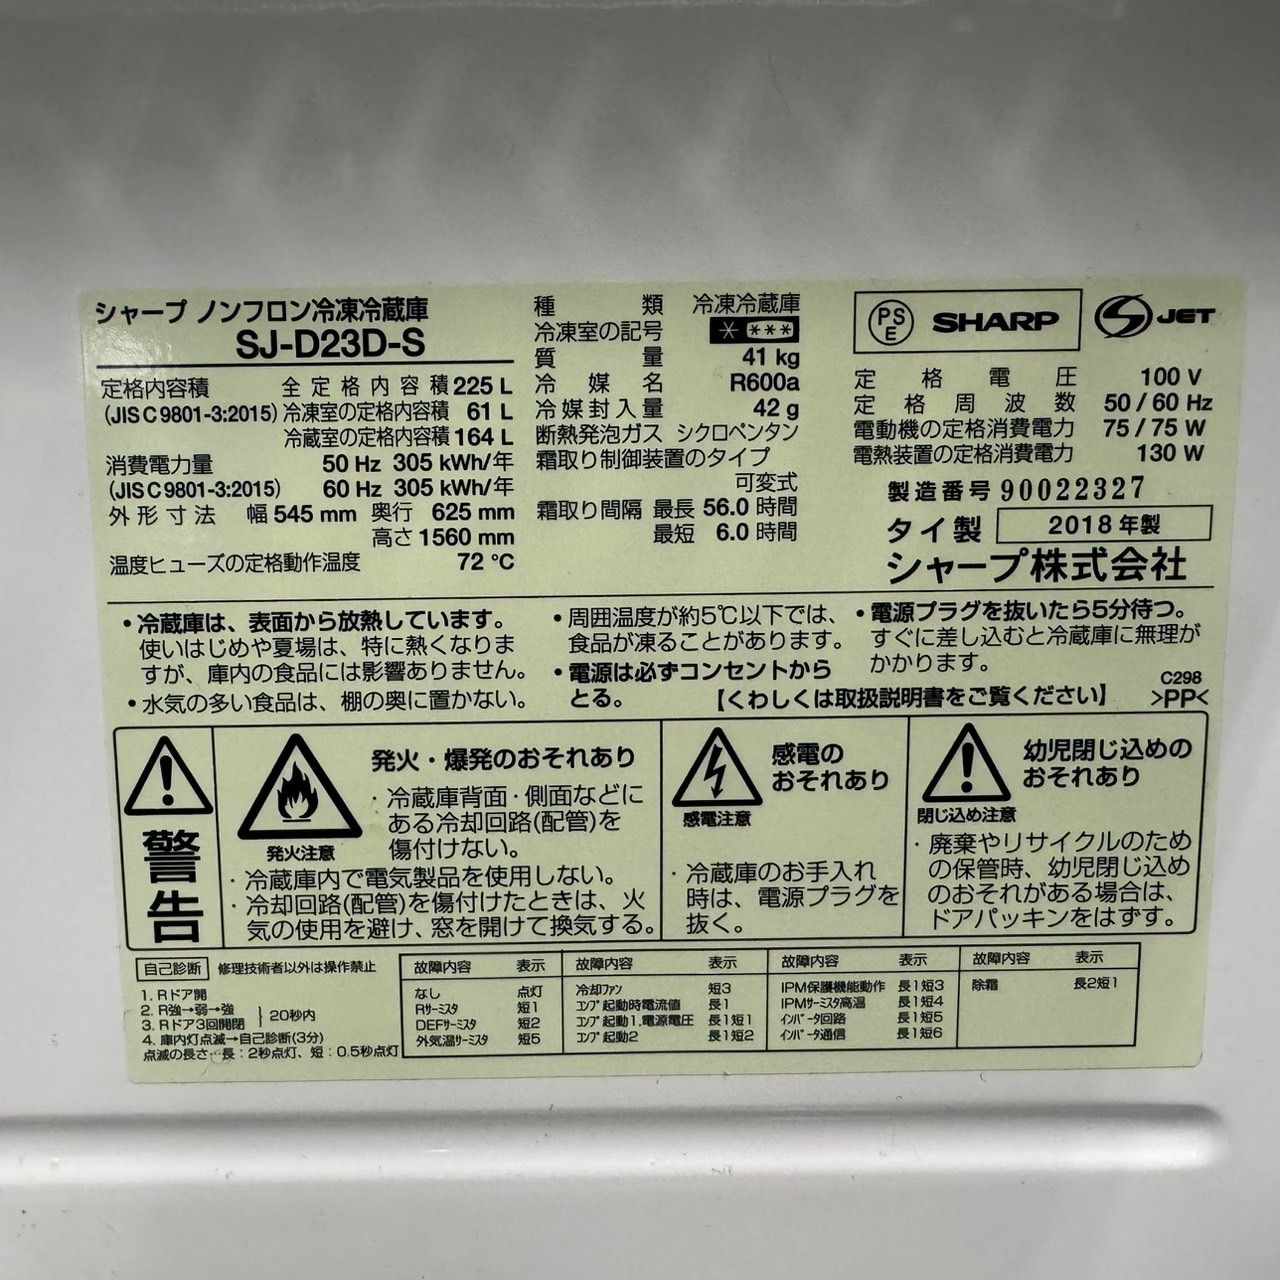 シャープ ノンフロン冷凍冷蔵庫
SJ-D23D-S
定格内容積 全定格内容積 225 L
(JIS C 9801-3:2015) 冷凍室の定格内容積 61 L
冷蔵室の定格内容積 164 L
消費電力量 50 Hz 305 kWh/年
(JIS C 9801-3:2015) 60 Hz 305 kWh/年
外形寸法 幅 545 mm 奥行 625 mm
高さ 1560 mm
温度ヒューズの定格動作温度 72 ℃
種類 冷凍冷蔵庫
冷凍室の記号 * ***
質量 41 kg
冷媒名 R600a
冷媒封入量 42 g
断熱発泡ガス シクロペンタン
霜取り制御装置のタイプ
可変式
霜取り間隔 最長 56.0 時間
最短 6.0 時間
PS E SHARP S JET
定格電圧 100 V
定格周波数 50 / 60 Hz
電動機の定格消費電力 75 / 75 W
電熱装置の定格消費電力 130 W
製造番号 90022327
タイ製 2018 年製
シャープ株式会社
・冷蔵庫は、表面から放熱しています。
使いはじめや夏場は、特に熱くなりま
すが、庫内の食品には影響ありません。
・水気の多い食品は、棚の奥に置かない。
・周囲温度が約5℃以下では、
食品が凍ることがあります。
・電源は必ずコンセントから
とる。
・電源プラグを抜いたら5分待つ。
すぐに差し込むと冷蔵庫に無理が
かかります。
【くわしくは取扱説明書をご覧ください】
C298
>PP<
警告
発火注意
発火・爆発のおそれあり
・冷蔵庫背面・側面などに
ある冷却回路(配管)を
傷付けない。
・冷蔵庫内で電気製品を使用しない。
・冷却回路(配管)を傷付けたときは、火
気の使用を避け、窓を開けて換気する。
感電注意
感電の
おそれあり
・冷蔵庫のお手入れ
時は、電源プラグを
抜く。
閉じ込め注意
幼児閉じ込めの
おそれあり
・廃棄やリサイクルのため
の保管時、幼児閉じ込め
のおそれがある場合は、
ドアパッキンをはずす。
自己診断 修理技術者以外は操作禁止
1. Rドア開
2. R強→弱→強
3. Rドア3回開閉
20秒内
4. 庫内灯点滅→自己診断(3分)
点滅の長さ…長：2秒点灯、短：0.5秒点灯
故障内容 表示
なし 点灯
Rサーミスタ 短1
DEFサーミスタ 短2
外気温サーミスタ 短5
故障内容 表示
冷却ファン 短3
コンプ起動時電流値 長1
コンプ起動1,電源電圧 長1短1
コンプ起動2 長1短2
故障内容 表示
IPM保護機能動作 長1短3
IPMサーミスタ高温 長1短4
インバータ回路 長1短5
インバータ通信 長1短6
故障内容 表示
除霜 長2短1